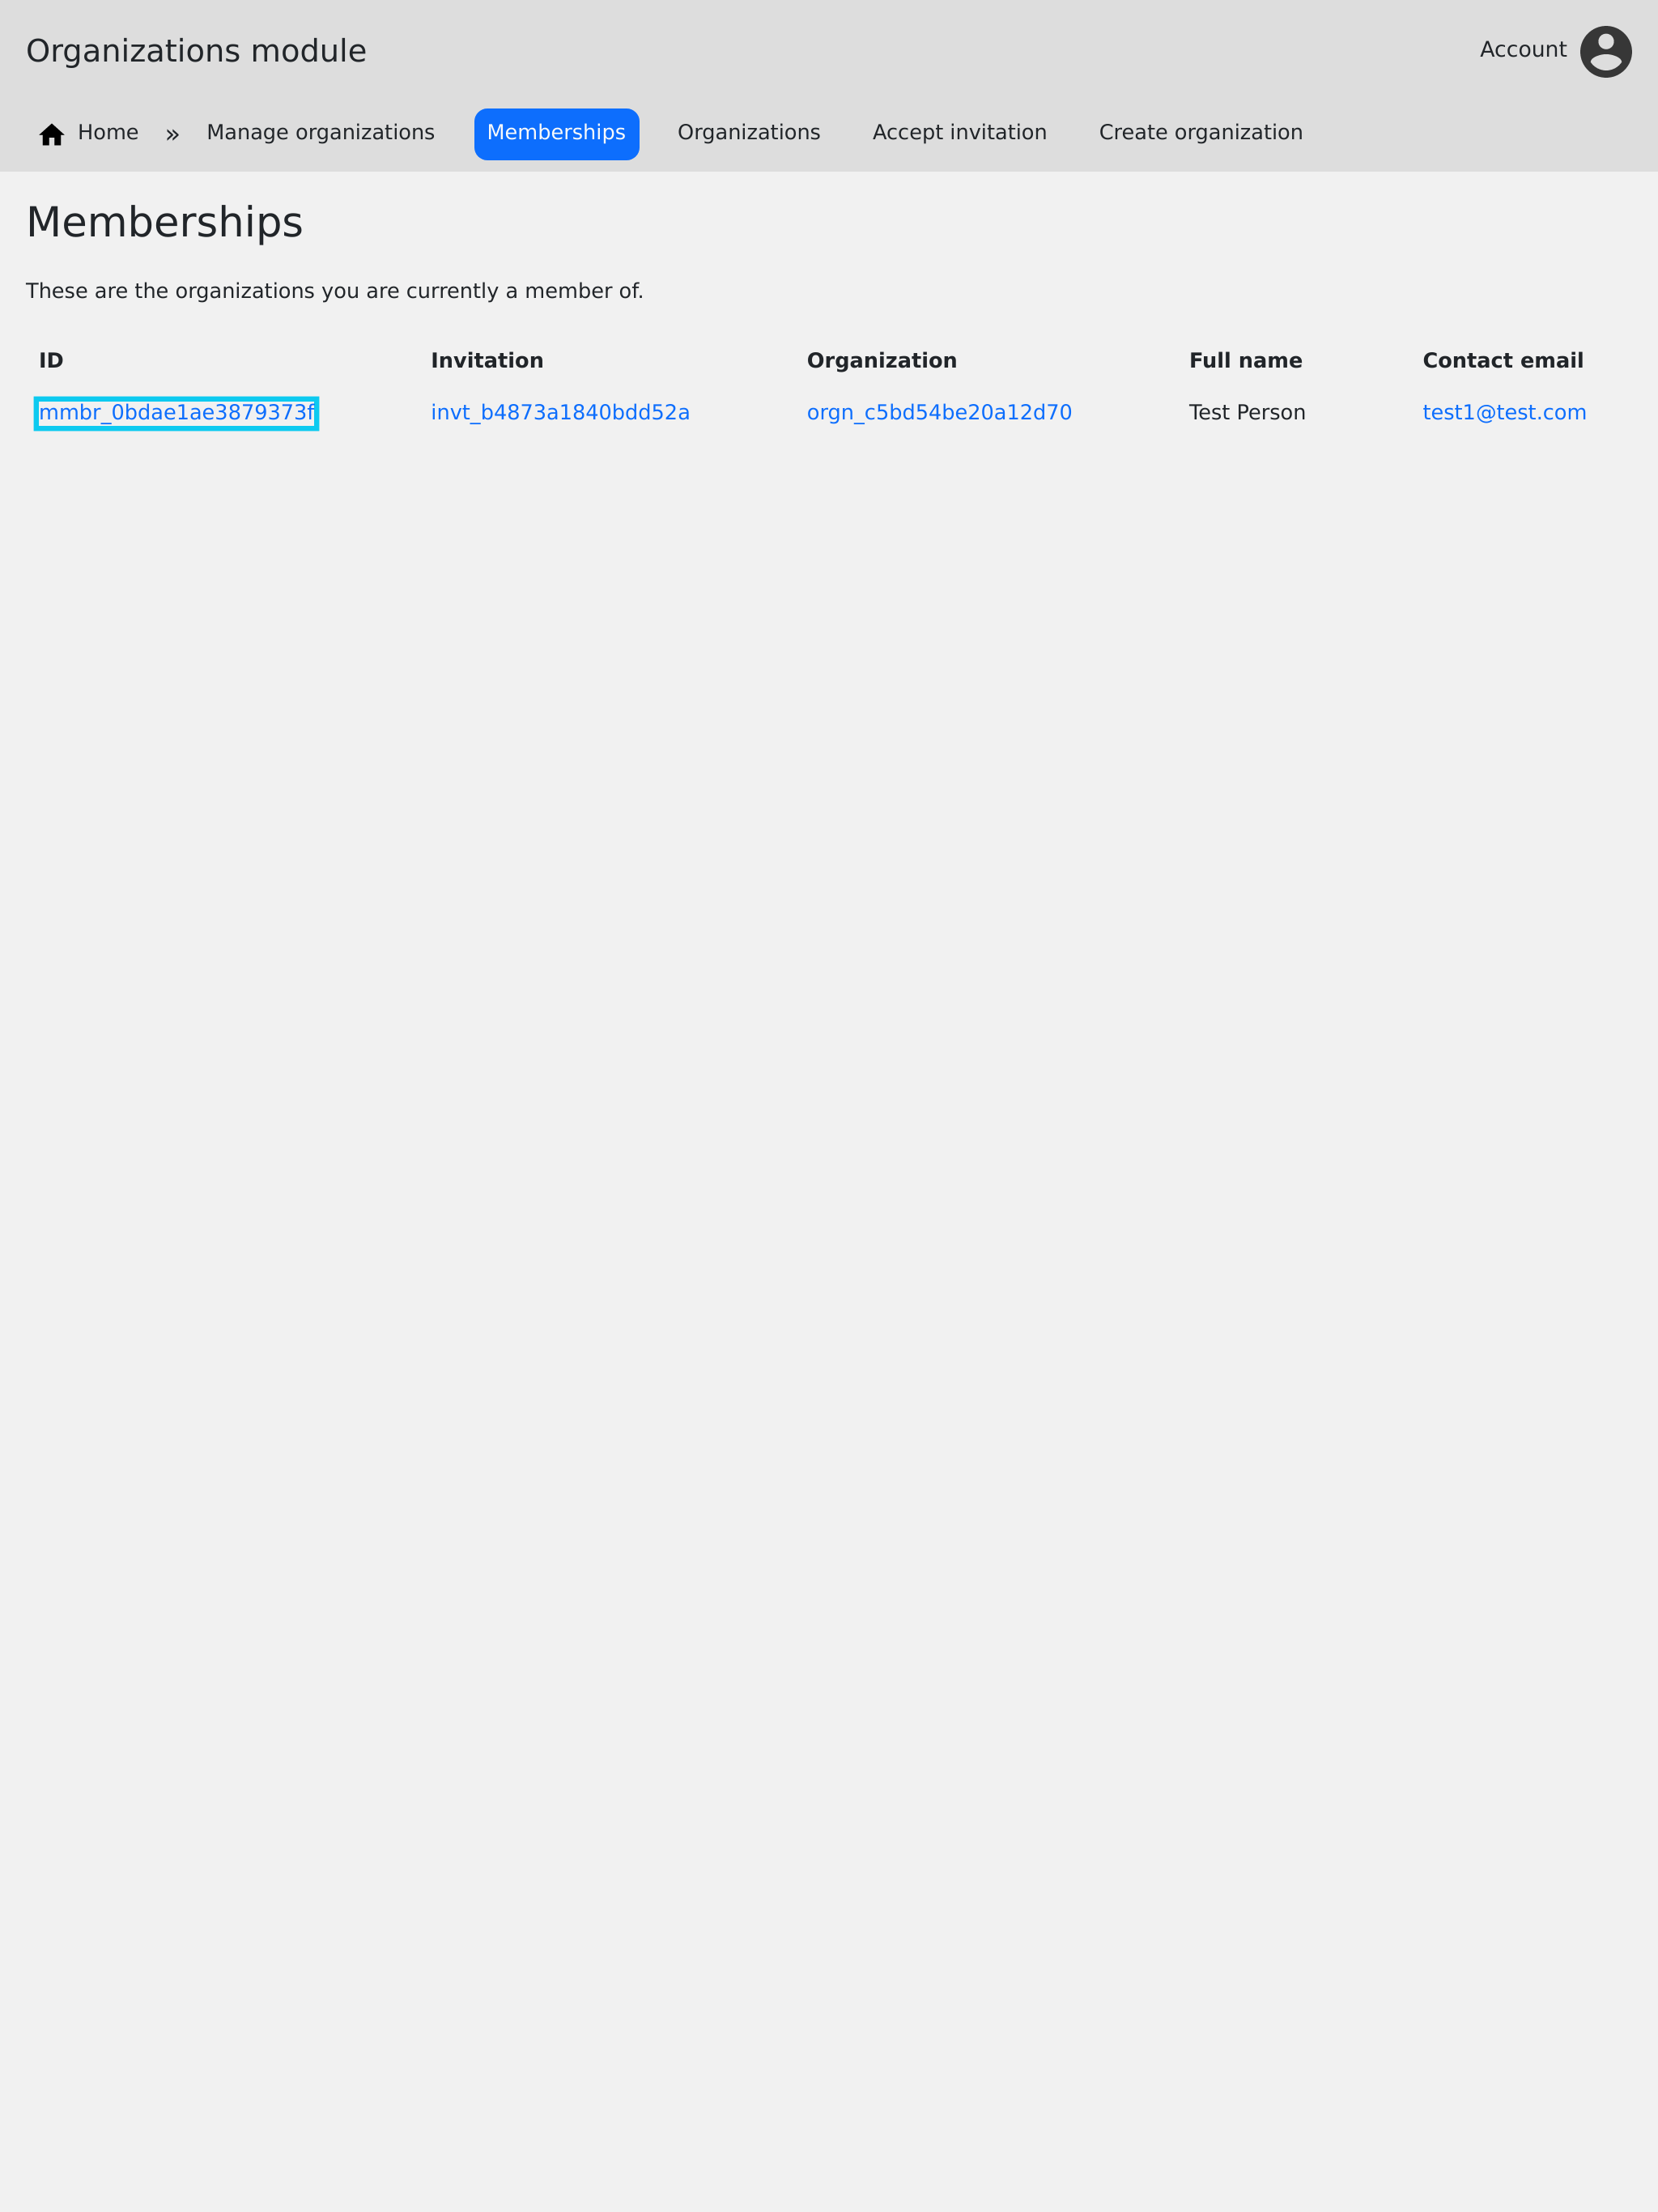 Organizations module
Account
Home » Manage organizations Memberships Organizations Accept invitation Create organization
Memberships
These are the organizations you are currently a member of.
ID Invitation Organization Full name Contact email
mmbr_0bdae1ae3879373f invt_b4873a1840bdd52a orgn_c5bd54be20a12d70 Test Person test1@test.com